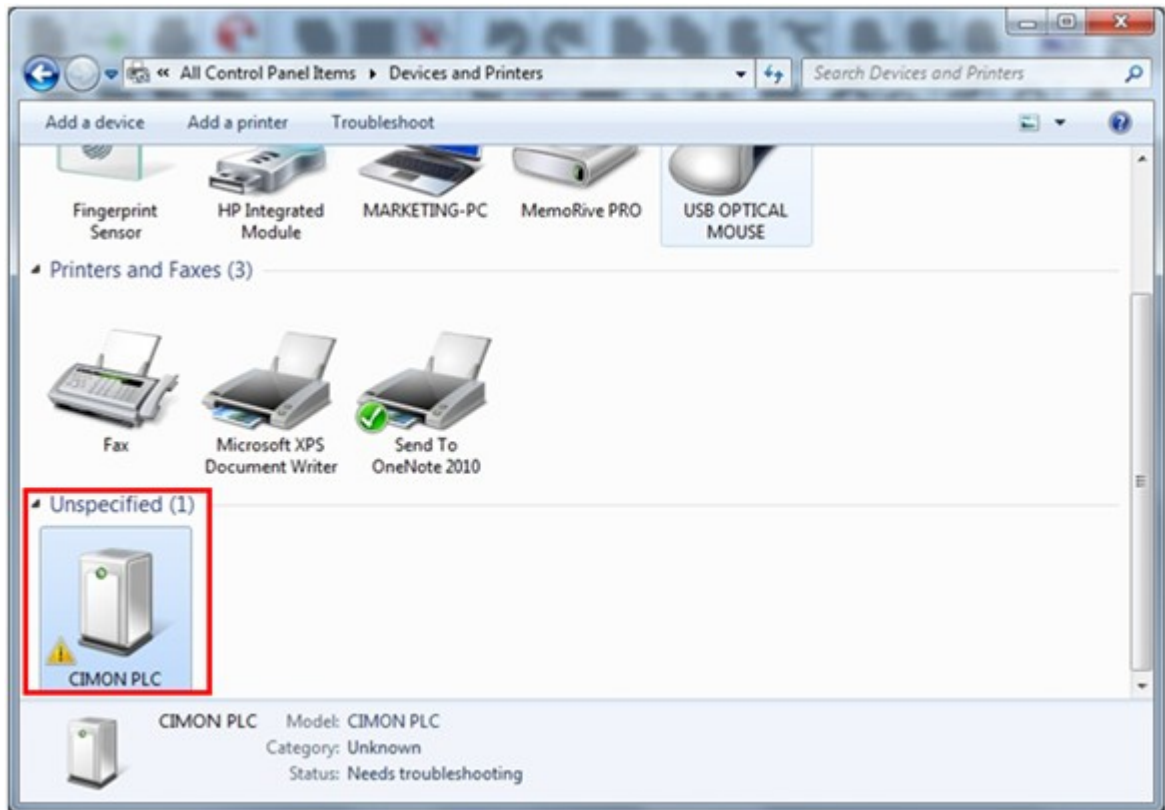 « All Control Panel Items ▸ Devices and Printers
Search Devices and Printers
Add a device Add a printer Troubleshoot
Fingerprint Sensor
HP Integrated Module
MARKETING-PC
MemoRive PRO
USB OPTICAL MOUSE
Printers and Faxes (3)
Fax
Microsoft XPS Document Writer
Send To OneNote 2010
Unspecified (1)
CIMON PLC
CIMON PLC Model: CIMON PLC
Category: Unknown
Status: Needs troubleshooting